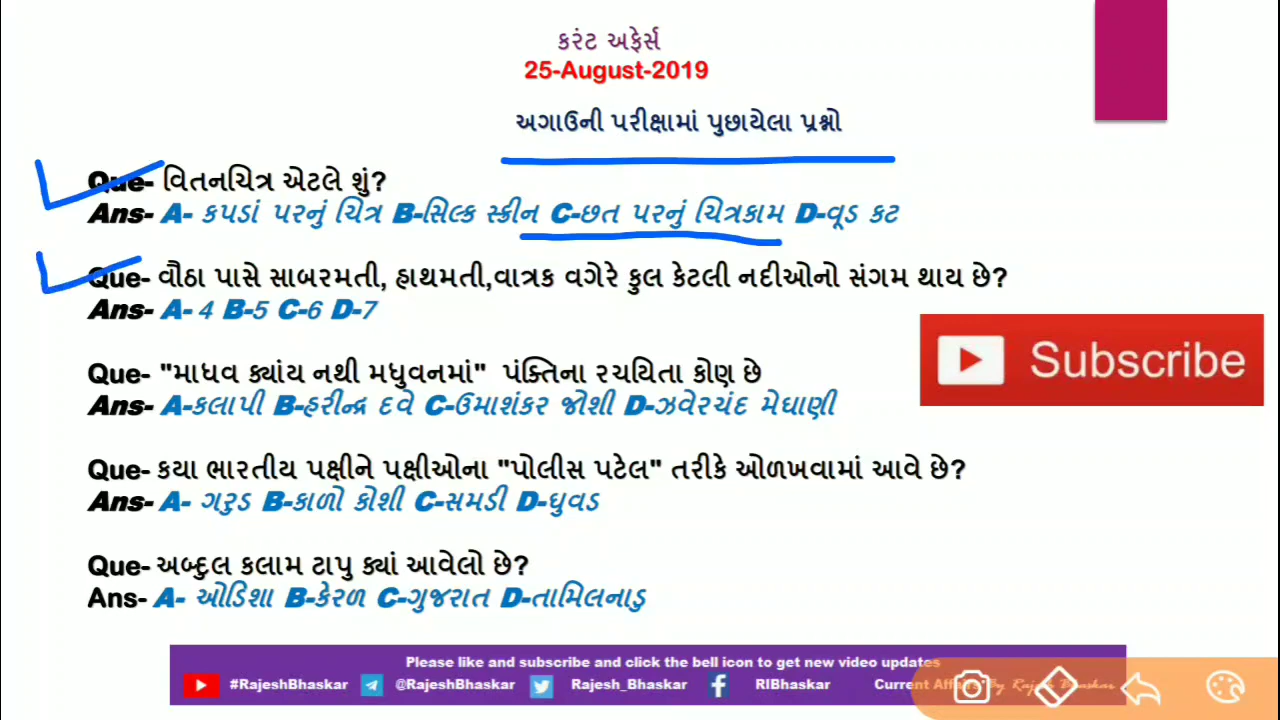 કરંટ અફેર્સ
25-August-2019
અગાઉની પરીક્ષામાં પુછાયેલા પ્રશ્નો
Que- વિતનચિત્ર એટલે શું?
Ans- A- કપડાં પરનું ચિત્ર B-સિલ્ક સ્ક્રીન C-છત પરનું ચિત્રકામ D-વૂડ કટ
Que- વૌઠા પાસે સાબરમતી, હાથમતી,વાત્રક વગેરે કુલ કેટલી નદીઓનો સંગમ થાય છે?
Ans- A- 4 B-5 C-6 D-7
Que- "માધવ ક્યાંય નથી મધુવનમાં" પંક્તિના રચયિતા કોણ છે
Ans- A-કલાપી B-હરીન્દ્ર દવે C-ઉમાશંકર જોશી D-ઝવેરચંદ મેઘાણી
Subscribe
Que- કયા ભારતીય પક્ષીને પક્ષીઓના "પોલીસ પટેલ" તરીકે ઓળખવામાં આવે છે?
Ans- A- ગરુડ B-કાળો કોશી C-સમડી D-ઘુવડ
Que- અબ્દુલ કલામ ટાપુ ક્યાં આવેલો છે?
Ans- A- ઓડિશા B-કેરળ C-ગુજરાત D-તામિલનાડુ
Please like and subscribe and click the bell icon to get new video updates
#RajeshBhaskar @RajeshBhaskar Rajesh_Bhaskar RIBhaskar Current Affairs By Rajesh Bhaskar